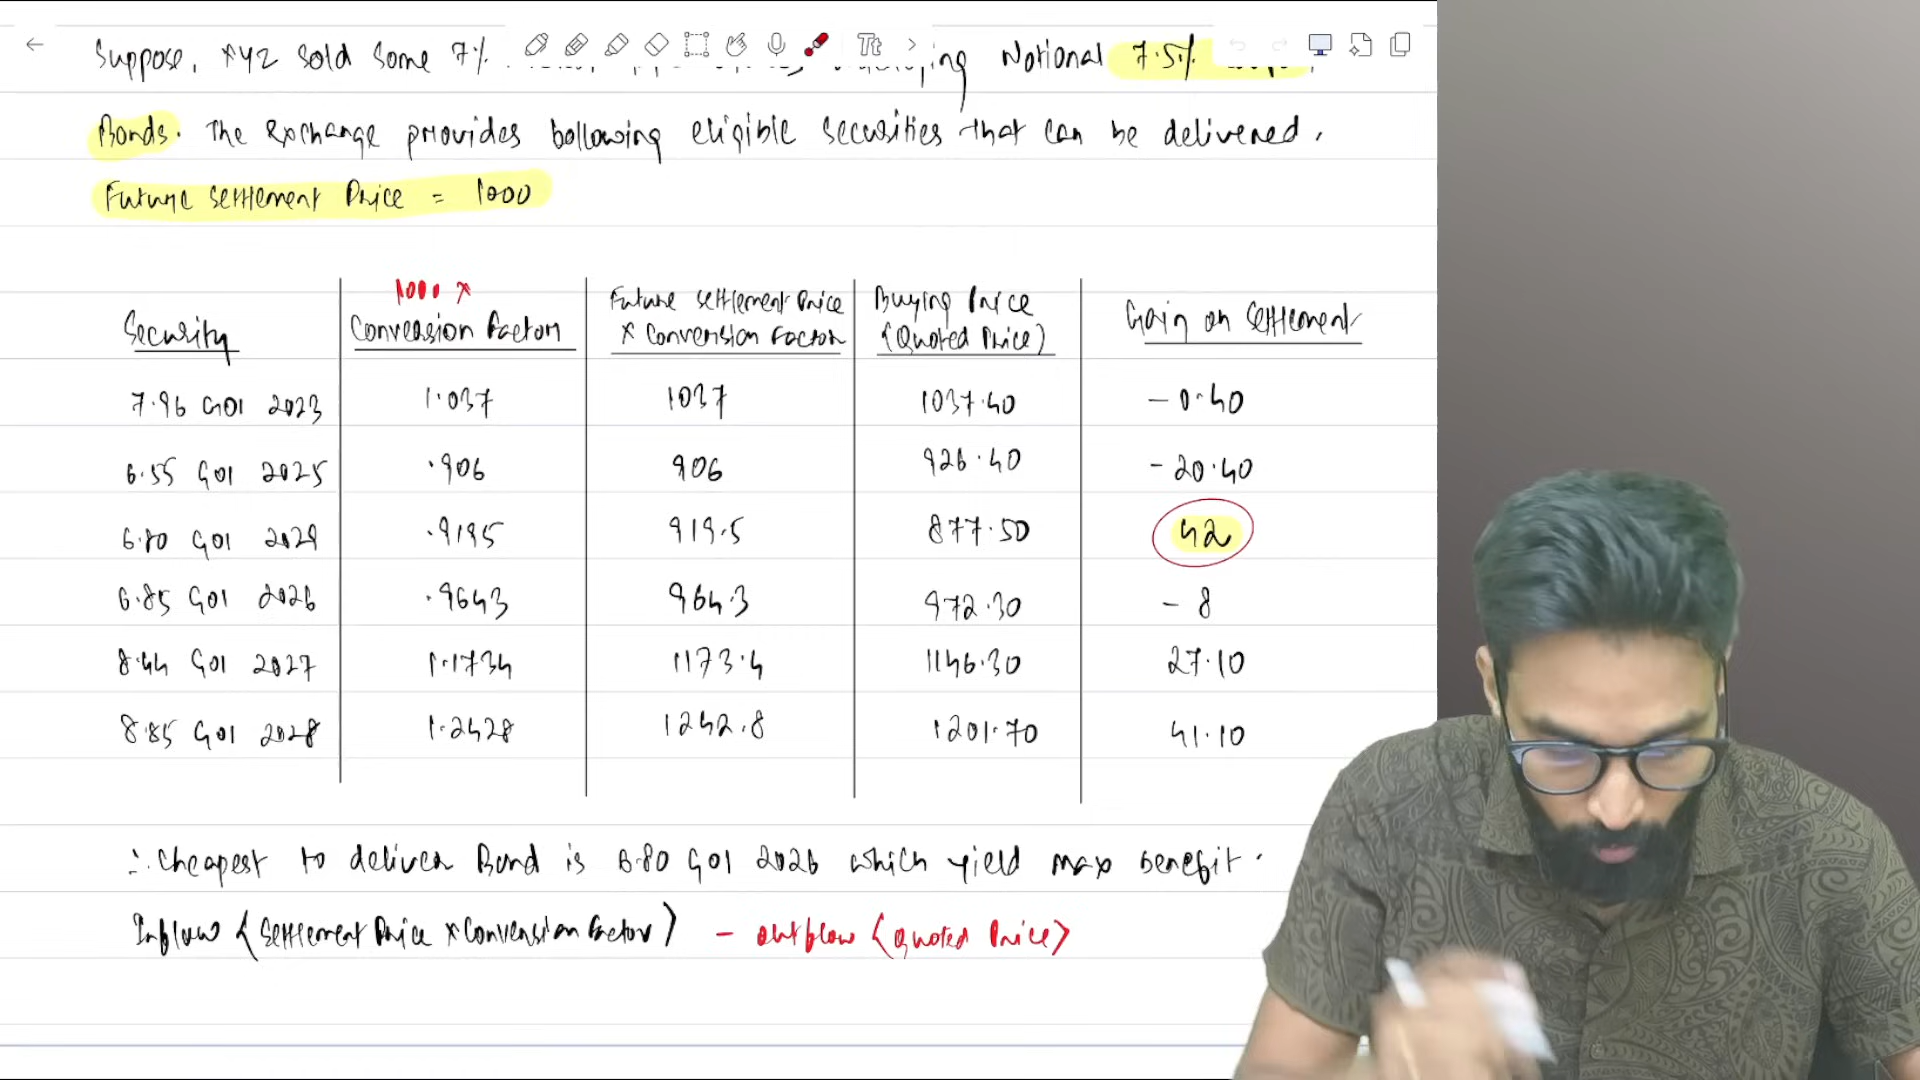 Suppose, XYZ sold some 7% Notional 7.5%
Bonds. The Exchange provides following eligible securities that can be delivered.
Future Settlement Price = 1000
Tt
1000 x
Security
Conversion Factor
Future Settlement Price
x Conversion Factor
Buying Price
(Quoted Price)
Gain on Settlement
7.96 GOI 2023 1.037 1037 1037.40 - 0.40
6.55 GOI 2025 .906 906 926.40 - 20.40
6.80 GOI 2029 .9195 919.5 877.50 42
6.85 GOI 2026 .9643 964.3 972.30 - 8
8.44 GOI 2027 1.1734 1173.4 1146.30 27.10
8.85 GOI 2028 1.2428 1242.8 1201.70 41.10
∴ Cheapest to deliver Bond is 6.80 GOI 2026 which yield max benefit.
Inflow (Settlement Price x Conversion Factor) - outflow (Quoted Price)